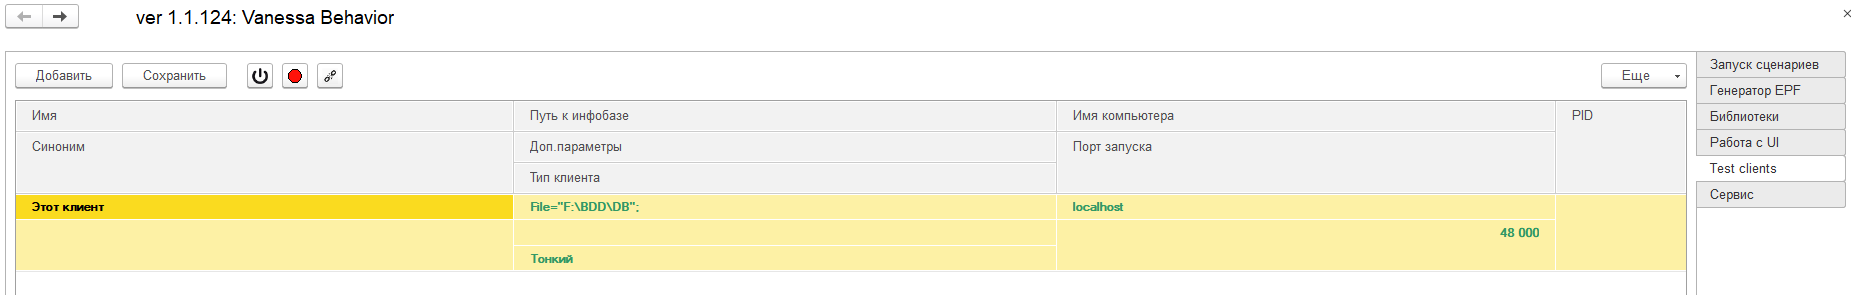 ver 1.1.124: Vanessa Behavior
Добавить
Сохранить
Еще
Имя
Путь к инфобазе
Имя компьютера
PID
Синоним
Доп.параметры
Порт запуска
Тип клиента
Этот клиент
File="F:\BDD\DB";
localhost
48 000
Тонкий
Запуск сценариев
Генератор EPF
Библиотеки
Работа с UI
Test clients
Сервис